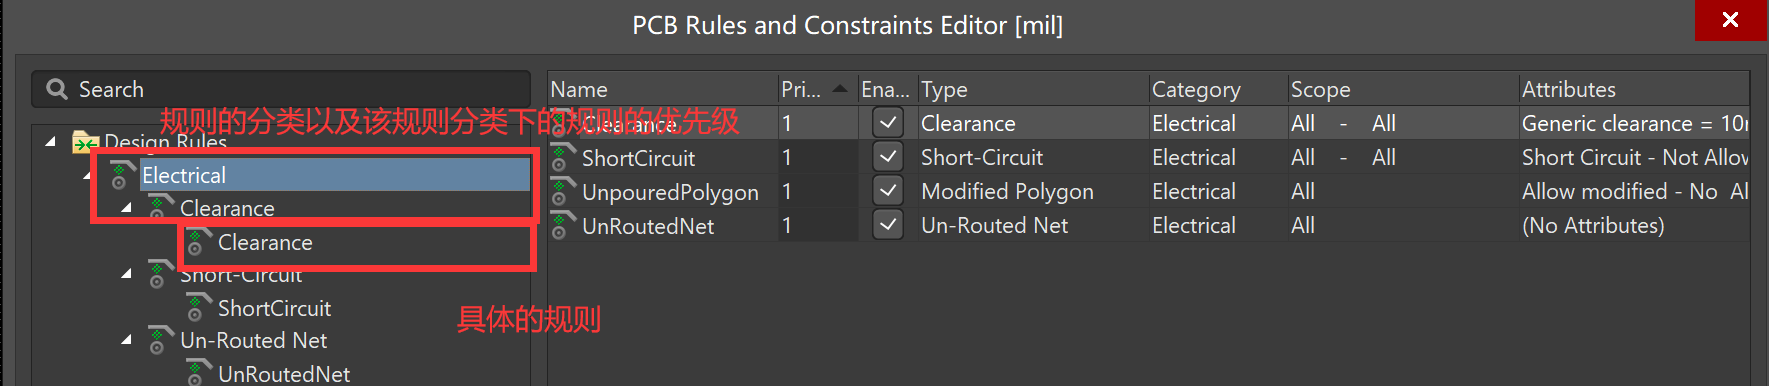 PCB Rules and Constraints Editor [mil]
Search
规则的分类以及该规则分类下的规则的优先级
Design Rules
Electrical
Clearance
Clearance
Short-Circuit
ShortCircuit
Un-Routed Net
UnRoutedNet
具体的规则
Name Pri... Ena... Type Category Scope Attributes
Clearance 1 Clearance Electrical All - All Generic clearance = 10m
ShortCircuit 1 Short-Circuit Electrical All - All Short Circuit - Not Allow
UnpouredPolygon 1 Modified Polygon Electrical All Allow modified - No Al
UnRoutedNet 1 Un-Routed Net Electrical All (No Attributes)